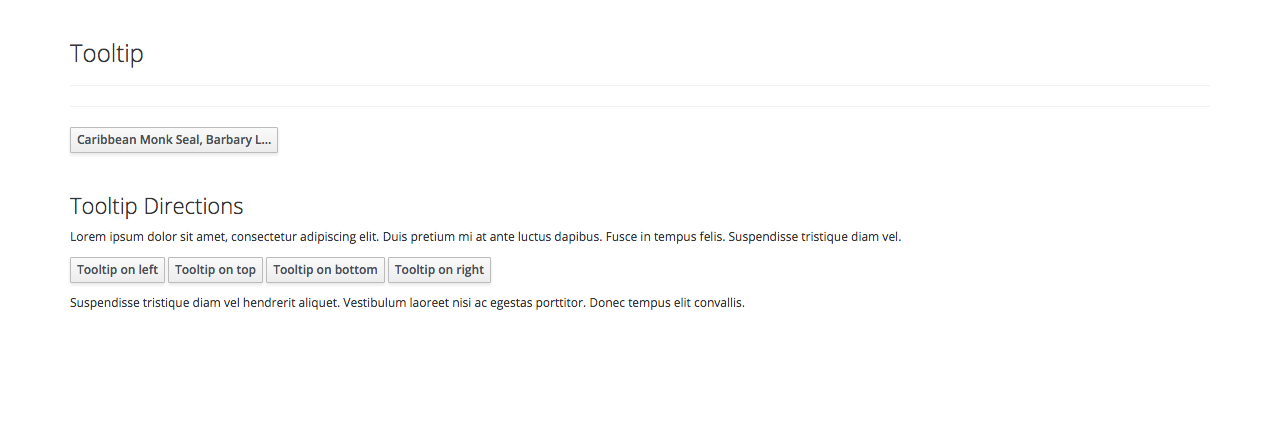 Tooltip
Caribbean Monk Seal, Barbary L...
Tooltip Directions
Lorem ipsum dolor sit amet, consectetur adipiscing elit. Duis pretium mi at ante luctus dapibus. Fusce in tempus felis. Suspendisse tristique diam vel.
Tooltip on left Tooltip on top Tooltip on bottom Tooltip on right
Suspendisse tristique diam vel hendrerit aliquet. Vestibulum laoreet nisi ac egestas porttitor. Donec tempus elit convallis.